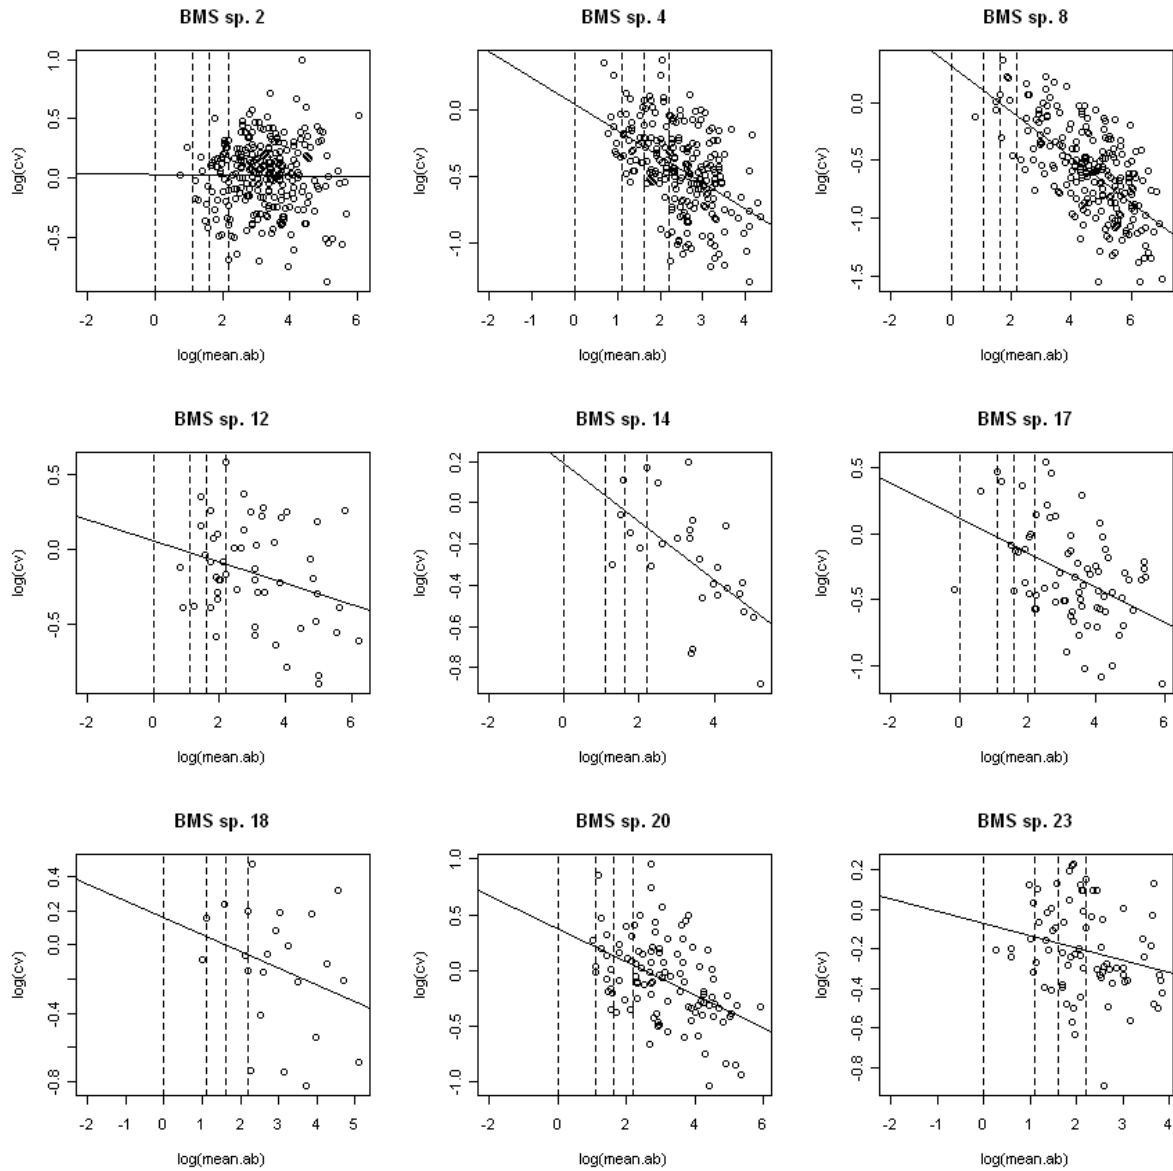 BMS sp. 2
log(cv)
1.0
0.5
0.0
-0.5
-2 0 2 4 6
log(mean.ab)
BMS sp. 4
log(cv)
0.0
-0.5
-1.0
-2 -1 0 1 2 3 4
log(mean.ab)
BMS sp. 8
log(cv)
0.0
-0.5
-1.0
-1.5
-2 0 2 4 6
log(mean.ab)
BMS sp. 12
log(cv)
0.5
0.0
-0.5
-2 0 2 4 6
log(mean.ab)
BMS sp. 14
log(cv)
0.2
0.0
-0.2
-0.4
-0.6
-0.8
-2 0 2 4
log(mean.ab)
BMS sp. 17
log(cv)
0.5
0.0
-0.5
-1.0
-2 0 2 4 6
log(mean.ab)
BMS sp. 18
log(cv)
0.4
0.2
0.0
-0.4
-0.8
-2 -1 0 1 2 3 4 5
log(mean.ab)
BMS sp. 20
log(cv)
1.0
0.5
0.0
-0.5
-1.0
-2 0 2 4 6
log(mean.ab)
BMS sp. 23
log(cv)
0.2
0.0
-0.2
-0.4
-0.6
-0.8
-2 -1 0 1 2 3 4
log(mean.ab)